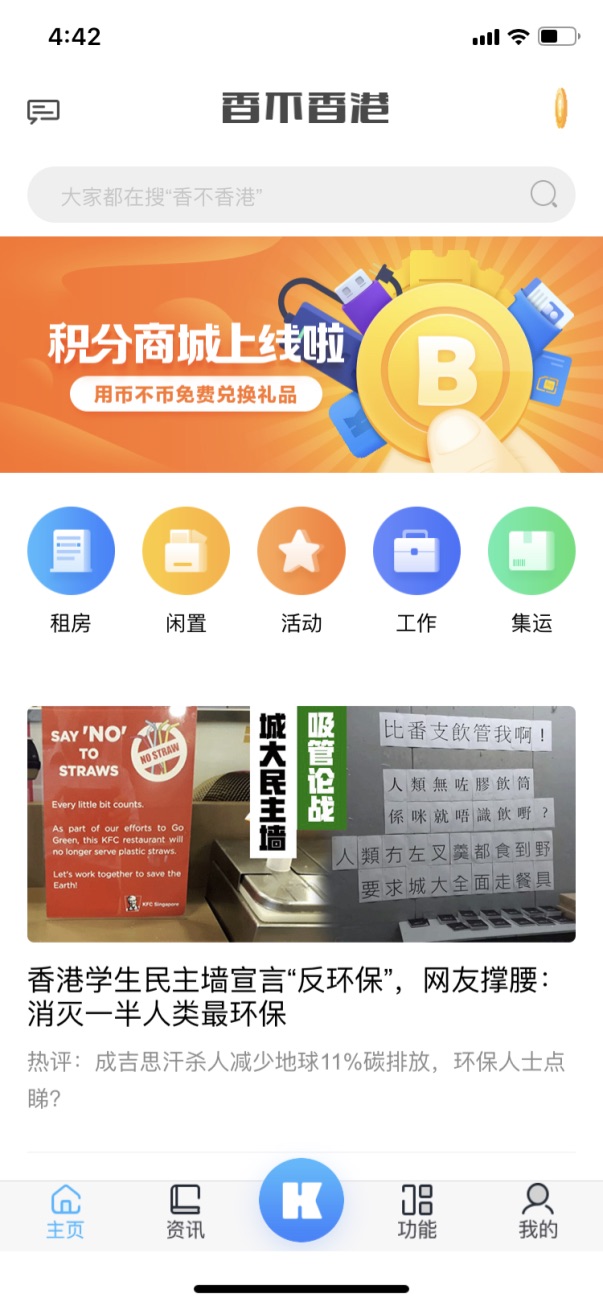 4:42
香不香港
大家都在搜“香不香港”
积分商城上线啦
用币不币免费兑换礼品
B
租房
闲置
活动
工作
集运
SAY 'NO'
TO
STRAWS
NO STRAW
Every little bit counts.
As part of our efforts to Go
Green, this KFC restaurant will
no longer serve plastic straws.
Let's work together to save the
Earth!
KFC Singapore
吸管论战
城大民主墙
比番支飲管我啊！
人類無咗膠飲筒
係咪就唔識飲嘢？
人類冇左叉羹都食到野
要求城大全面走餐具
香港学生民主墙宣言“反环保”，网友撑腰：
消灭一半人类最环保
热评：成吉思汗杀人减少地球11%碳排放，环保人士点
睇？
主页
资讯
K
功能
我的